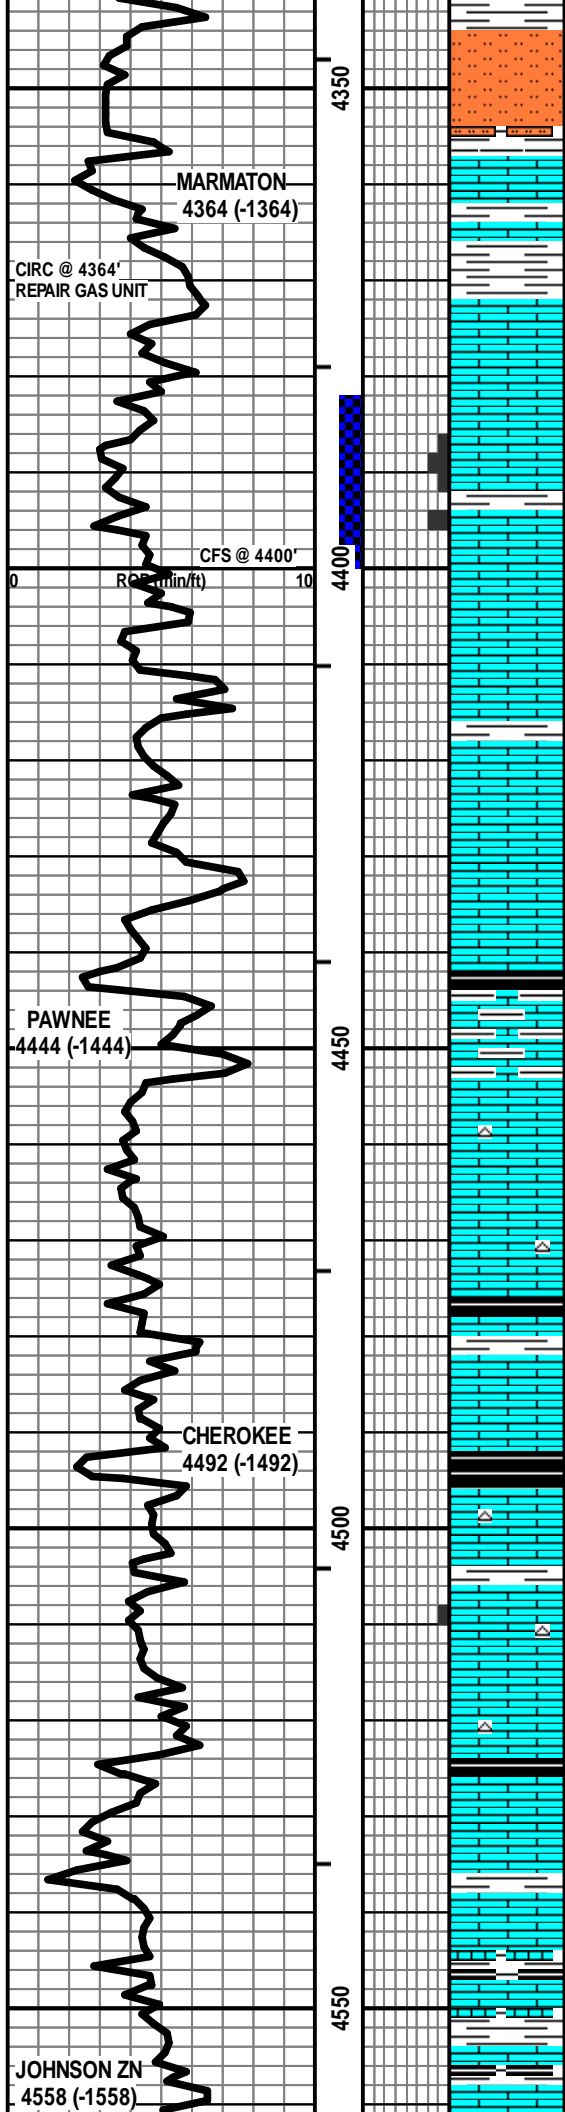 4350
MARMATON
4364 (-1364)
CIRC @ 4364'
REPAIR GAS UNIT
CFS @ 4400'
4400
0 ROP (min/ft) 10
PAWNEE
4444 (-1444)
4450
CHEROKEE
4492 (-1492)
4500
4550
JOHNSON ZN
4558 (-1558)